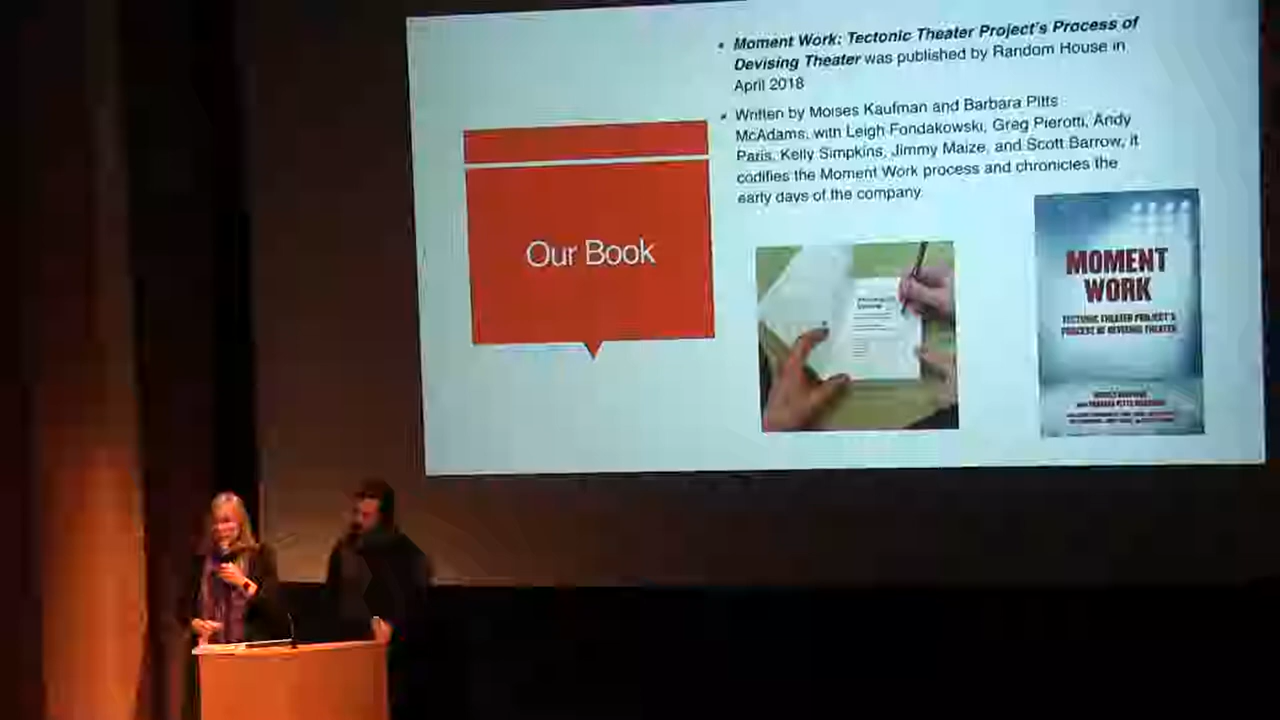 • Moment Work: Tectonic Theater Project's Process of
Devising Theater was published by Random House in
April 2018
• Written by Moises Kaufman and Barbara Pitts
McAdams, with Leigh Fondakowski, Greg Pierotti, Andy
Paris, Kelly Simpkins, Jimmy Maize, and Scott Barrow, it
codifies the Moment Work process and chronicles the
early days of the company.
Our Book
MOMENT
WORK
TECTONIC THEATER PROJECT'S
PROCESS OF DEVISING THEATER